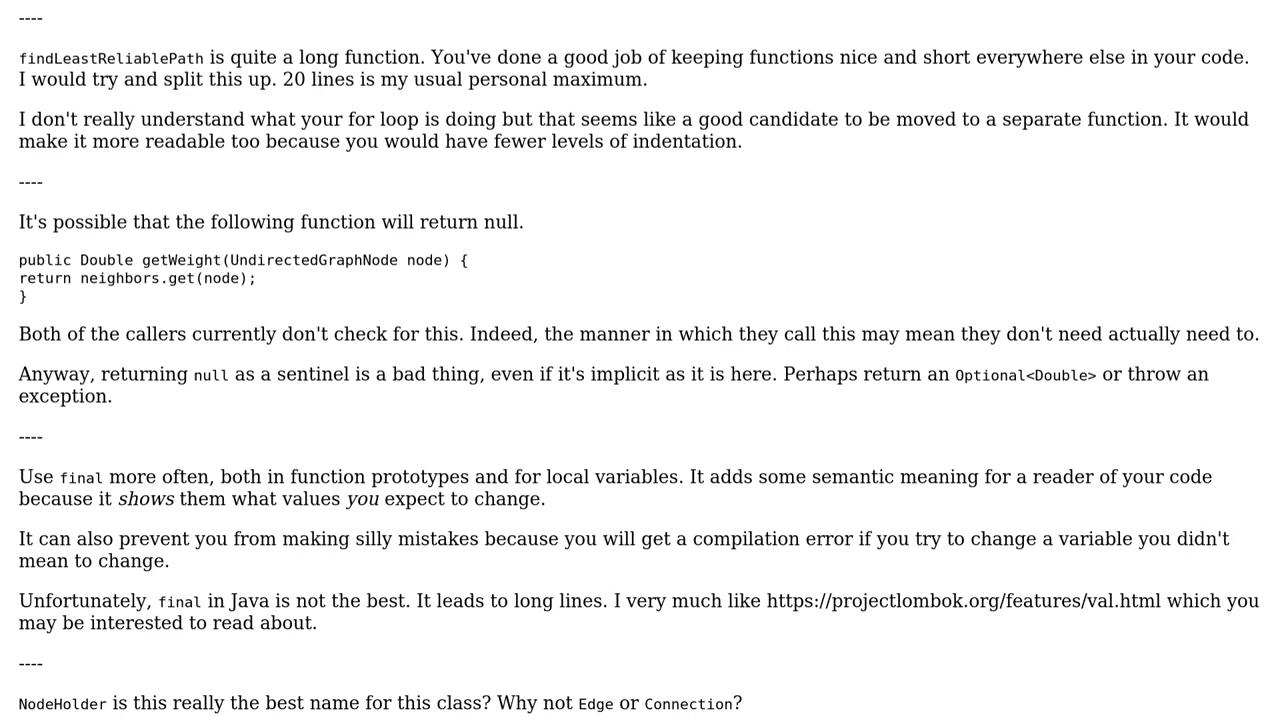 ----
findLeastReliablePath is quite a long function. You've done a good job of keeping functions nice and short everywhere else in your code.
I would try and split this up. 20 lines is my usual personal maximum.
I don't really understand what your for loop is doing but that seems like a good candidate to be moved to a separate function. It would
make it more readable too because you would have fewer levels of indentation.
----
It's possible that the following function will return null.
public Double getWeight(UndirectedGraphNode node) {
return neighbors.get(node);
}
Both of the callers currently don't check for this. Indeed, the manner in which they call this may mean they don't need actually need to.
Anyway, returning null as a sentinel is a bad thing, even if it's implicit as it is here. Perhaps return an Optional<Double> or throw an
exception.
----
Use final more often, both in function prototypes and for local variables. It adds some semantic meaning for a reader of your code
because it shows them what values you expect to change.
It can also prevent you from making silly mistakes because you will get a compilation error if you try to change a variable you didn't
mean to change.
Unfortunately, final in Java is not the best. It leads to long lines. I very much like https://projectlombok.org/features/val.html which you
may be interested to read about.
----
NodeHolder is this really the best name for this class? Why not Edge or Connection?